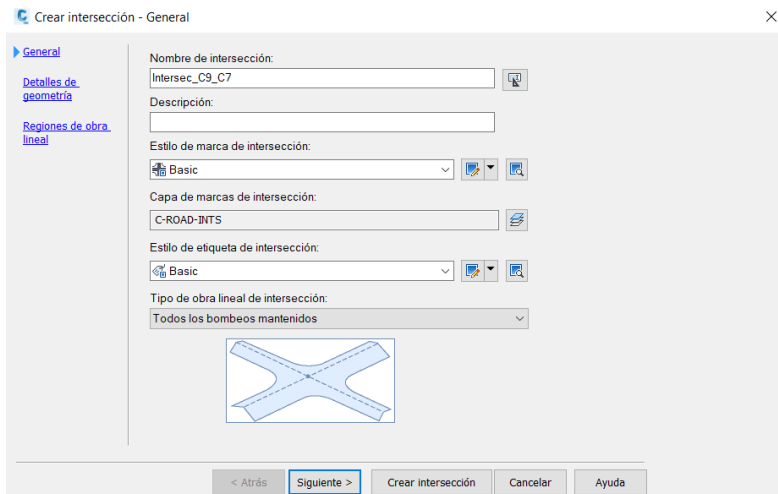 Crear intersección - General
General
Detalles de
geometría
Regiones de obra
lineal
Nombre de intersección:
Intersec_C9_C7
Descripción:
Estilo de marca de intersección:
Basic
Capa de marcas de intersección:
C-ROAD-INTS
Estilo de etiqueta de intersección:
Basic
Tipo de obra lineal de intersección:
Todos los bombeos mantenidos
< Atrás
Siguiente >
Crear intersección
Cancelar
Ayuda